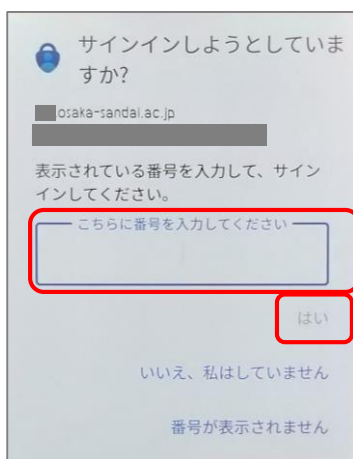 サインインしようとしていま
すか?
osaka-sandai.ac.jp
表示されている番号を入力して、サイン
インしてください。
こちらに番号を入力してください
はい
いいえ、私はしていません
番号が表示されません